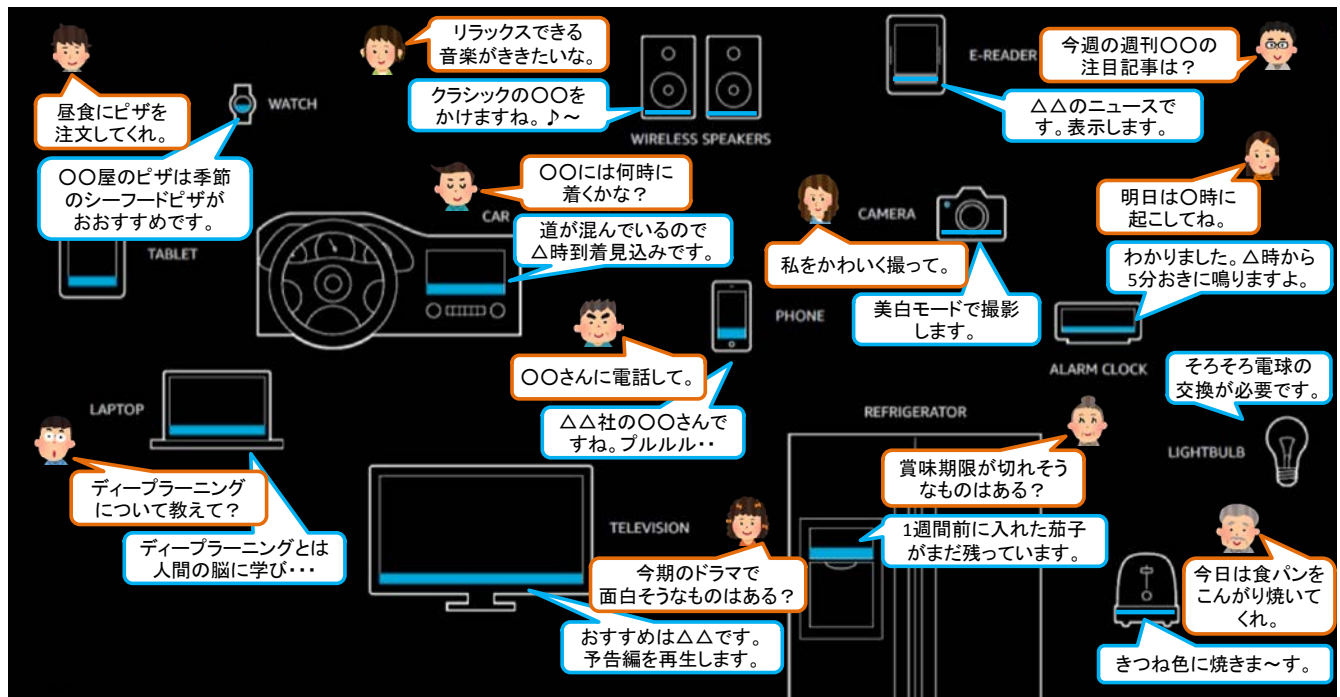 昼食にピザを
注文してくれ。
WATCH
〇〇屋のピザは季節
のシーフードピザが
おおすすめです。
TABLET
リラックスできる
音楽がききたいな。
クラシックの〇〇を
かけますね。♪～
WIRELESS SPEAKERS
E-READER
今週の週刊〇〇の
注目記事は？
△△のニュースで
す。表示します。
〇〇には何時に
着くかな？
CAR
道が混んでいるので
△時到着見込みです。
CAMERA
私をかわいく撮って。
美白モードで撮影
します。
明日は〇時に
起こしてね。
わかりました。△時から
5分おきに鳴りますよ。
ALARM CLOCK
PHONE
〇〇さんに電話して。
△△社の〇〇さんで
すね。プルルル・・
そろそろ電球の
交換が必要です。
LIGHTBULB
LAPTOP
ディープラーニング
について教えて？
ディープラーニングとは
人間の脳に学び・・・
TELEVISION
今期のドラマで
面白そうなものはある？
おすすめは△△です。
予告編を再生します。
REFRIGERATOR
賞味期限が切れそう
なものはある？
1週間前に入れた茄子
がまだ残っています。
今日は食パンを
こんがり焼いて
くれ。
きつね色に焼きま～す。